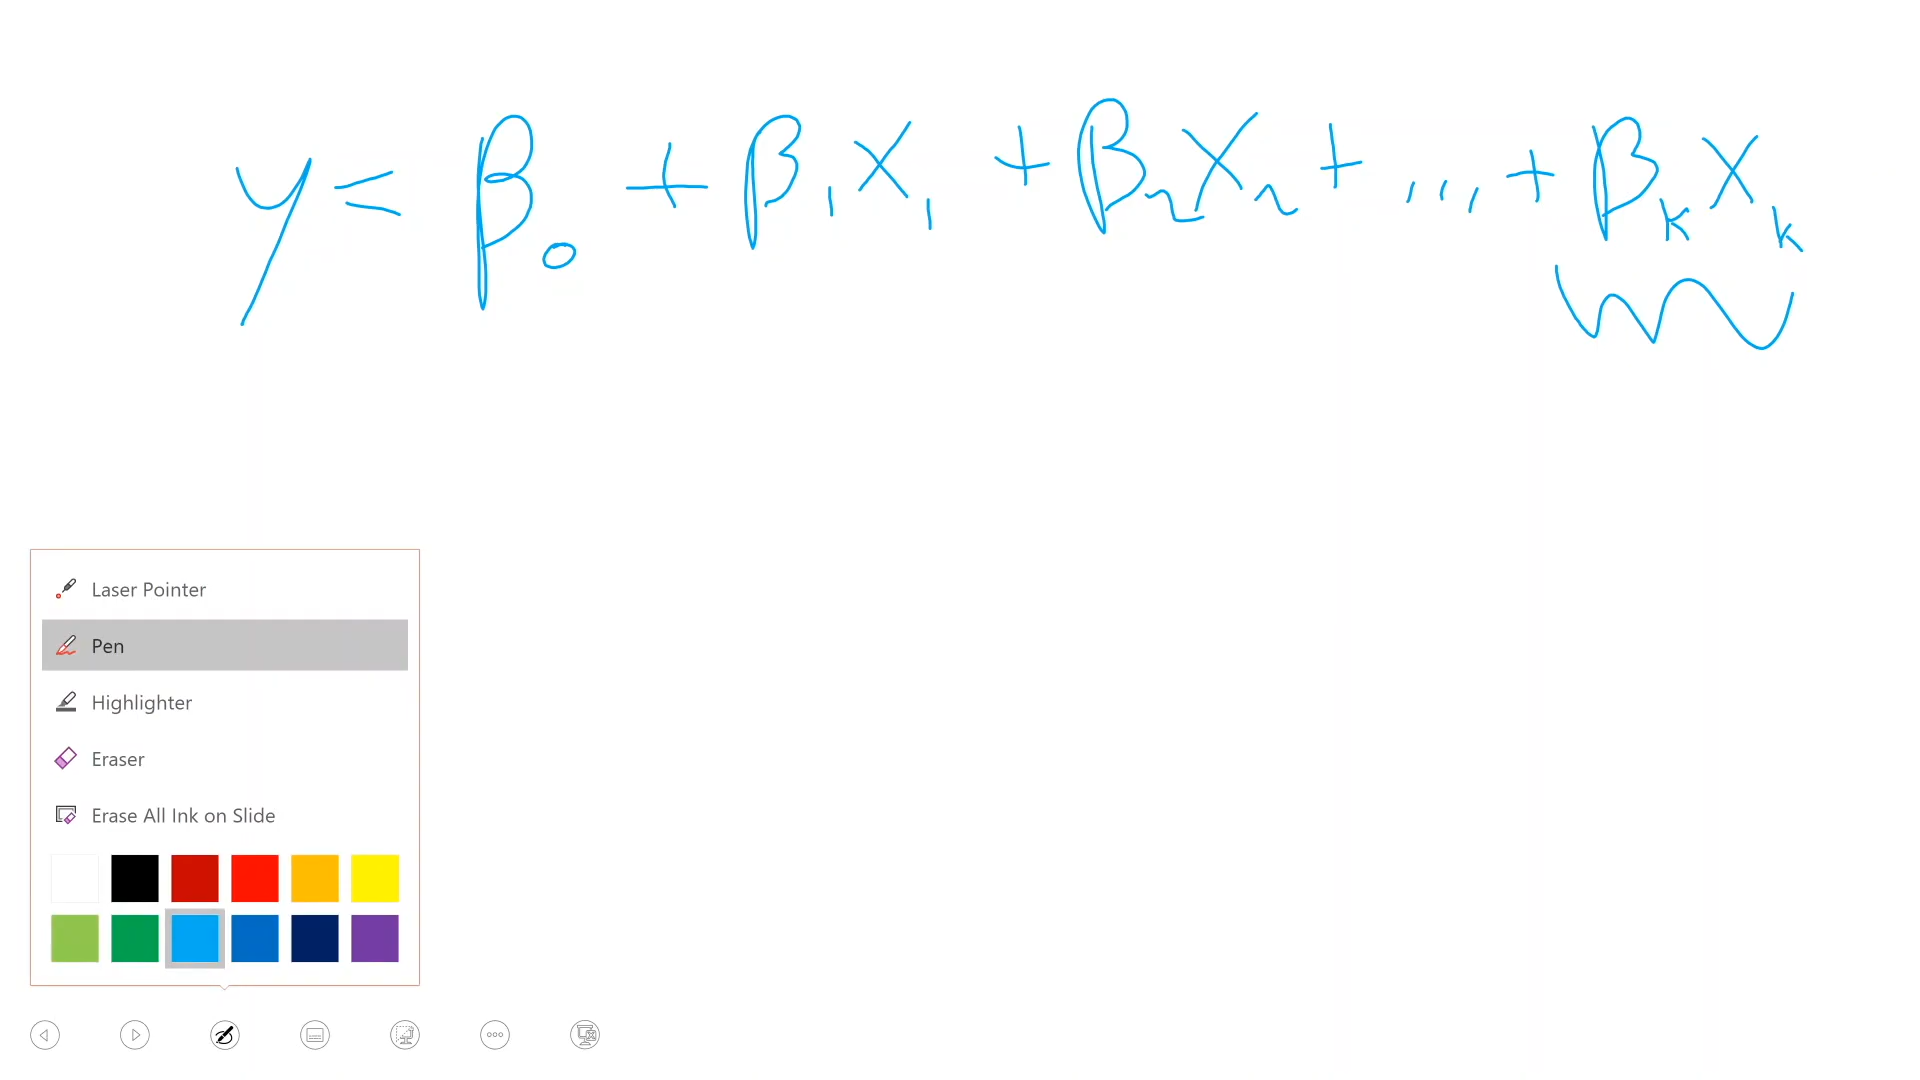 y = β₀ + β₁X₁ + β₂X₂ + ... + βₖXₖ
Laser Pointer
Pen
Highlighter
Eraser
Erase All Ink on Slide